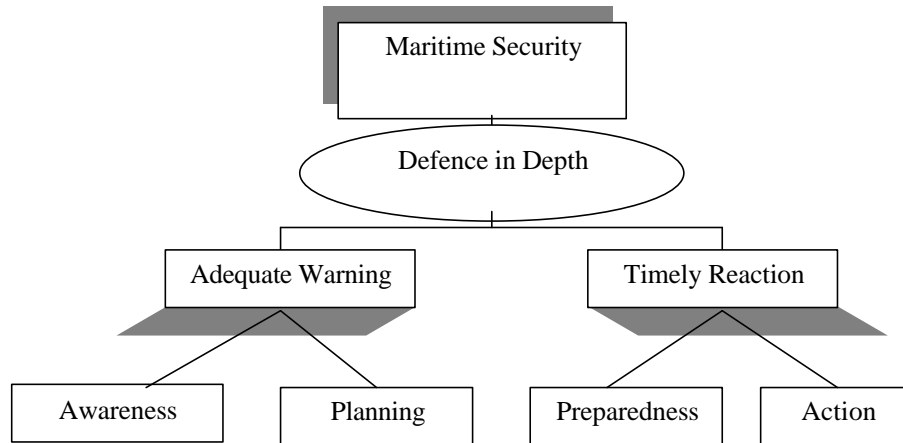 Maritime Security
Defence in Depth
Adequate Warning
Timely Reaction
Awareness
Planning
Preparedness
Action